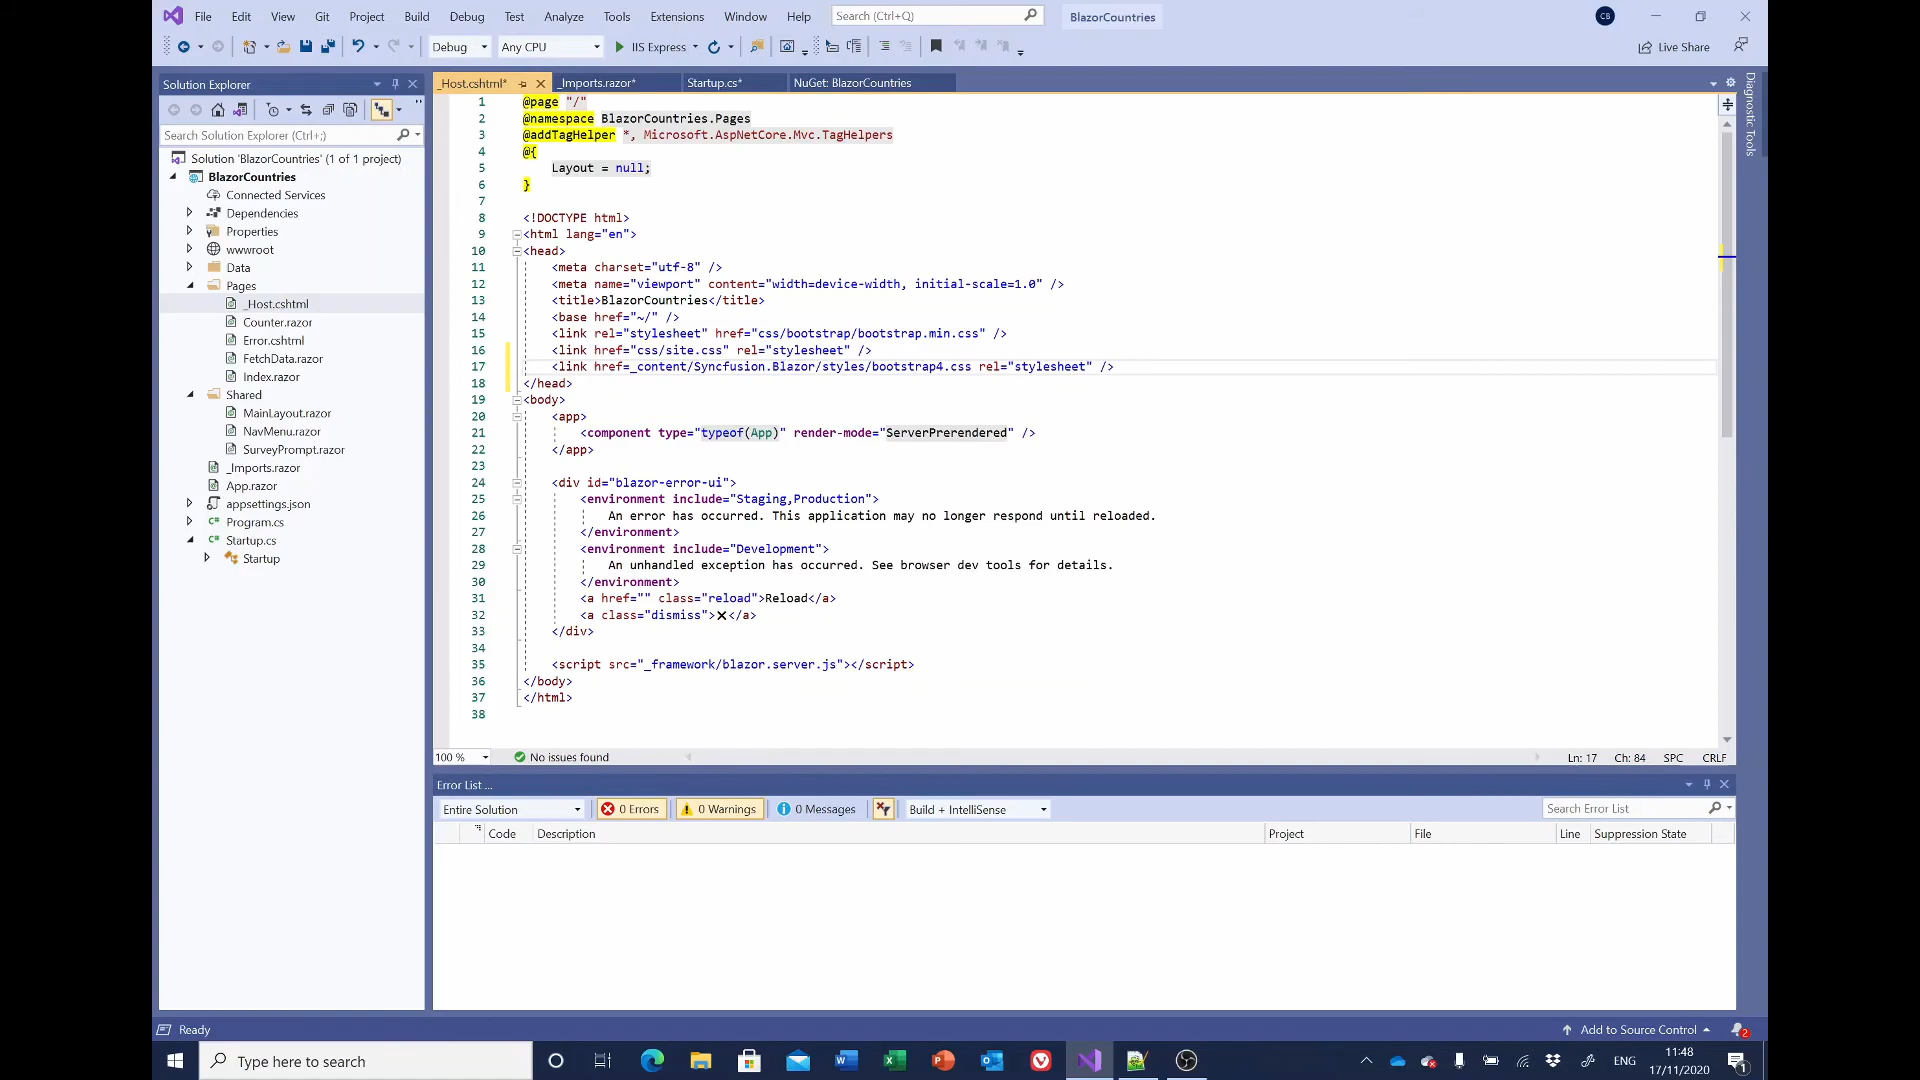 File Edit View Git Project Build Debug Test Analyze Tools Extensions Window Help Search (Ctrl+Q) BlazorCountries CB
Debug Any CPU IIS Express Live Share
Solution Explorer
Search Solution Explorer (Ctrl+;)
Solution 'BlazorCountries' (1 of 1 project)
BlazorCountries
Connected Services
Dependencies
Properties
wwwroot
Data
Pages
_Host.cshtml
Counter.razor
Error.cshtml
FetchData.razor
Index.razor
Shared
MainLayout.razor
NavMenu.razor
SurveyPrompt.razor
_Imports.razor
App.razor
appsettings.json
Program.cs
Startup.cs
Startup
_Host.cshtml* _Imports.razor* Startup.cs* NuGet: BlazorCountries
1 @page "/"
2 @namespace BlazorCountries.Pages
3 @addTagHelper *, Microsoft.AspNetCore.Mvc.TagHelpers
4 @{
5 Layout = null;
6 }
7
8 <!DOCTYPE html>
9 <html lang="en">
10 <head>
11 <meta charset="utf-8" />
12 <meta name="viewport" content="width=device-width, initial-scale=1.0" />
13 <title>BlazorCountries</title>
14 <base href="~/" />
15 <link rel="stylesheet" href="css/bootstrap/bootstrap.min.css" />
16 <link href="css/site.css" rel="stylesheet" />
17 <link href=_content/Syncfusion.Blazor/styles/bootstrap4.css rel="stylesheet" />
18 </head>
19 <body>
20 <app>
21 <component type="typeof(App)" render-mode="ServerPrerendered" />
22 </app>
23
24 <div id="blazor-error-ui">
25 <environment include="Staging,Production">
26 An error has occurred. This application may no longer respond until reloaded.
27 </environment>
28 <environment include="Development">
29 An unhandled exception has occurred. See browser dev tools for details.
30 </environment>
31 <a href="" class="reload">Reload</a>
32 <a class="dismiss">🗙</a>
33 </div>
34
35 <script src="_framework/blazor.server.js"></script>
36 </body>
37 </html>
38
Diagnostic Tools
100 % No issues found Ln: 17 Ch: 84 SPC CRLF
Error List ...
Entire Solution 0 Errors 0 Warnings 0 Messages Build + IntelliSense Search Error List
Code Description Project File Line Suppression State
Ready Add to Source Control 2
Type here to search ENG 11:48
17/11/2020 1